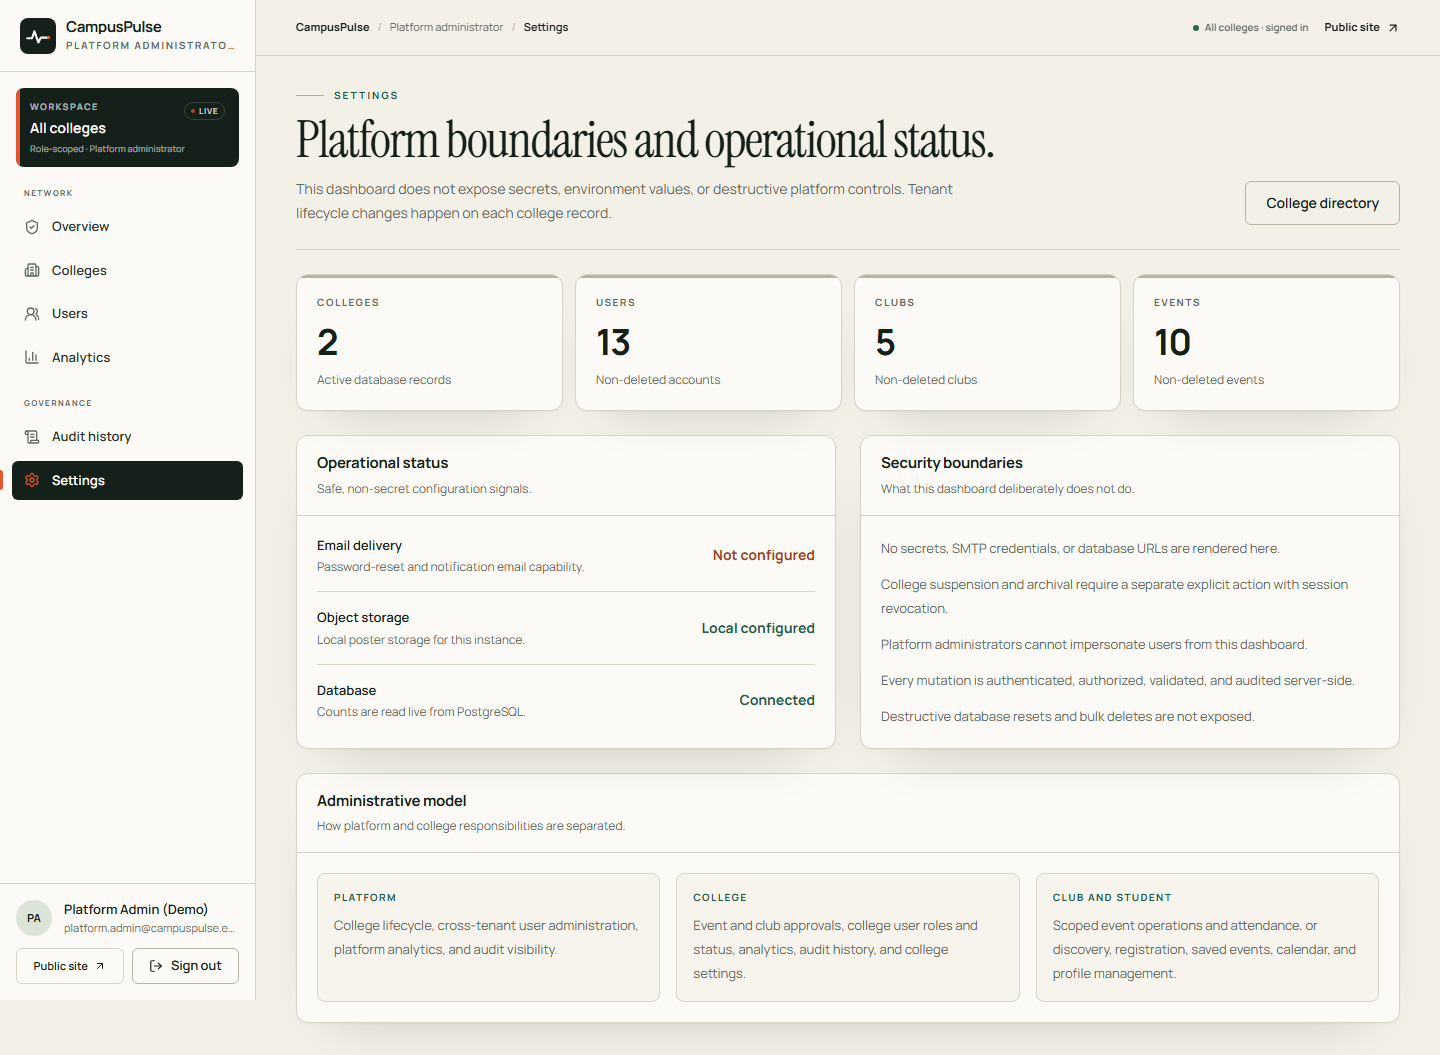 CampusPulse
PLATFORM ADMINISTRATO…
WORKSPACE
LIVE
All colleges
Role-scoped · Platform administrator
NETWORK
Overview
Colleges
Users
Analytics
GOVERNANCE
Audit history
Settings
PA
Platform Admin (Demo)
platform.admin@campuspulse.e…
Public site
Sign out
CampusPulse / Platform administrator / Settings
All colleges · signed in
Public site
SETTINGS
Platform boundaries and operational status.
This dashboard does not expose secrets, environment values, or destructive platform controls. Tenant
lifecycle changes happen on each college record.
College directory
COLLEGES
2
Active database records
USERS
13
Non-deleted accounts
CLUBS
5
Non-deleted clubs
EVENTS
10
Non-deleted events
Operational status
Safe, non-secret configuration signals.
Email delivery
Password-reset and notification email capability.
Not configured
Object storage
Local poster storage for this instance.
Local configured
Database
Counts are read live from PostgreSQL.
Connected
Security boundaries
What this dashboard deliberately does not do.
No secrets, SMTP credentials, or database URLs are rendered here.
College suspension and archival require a separate explicit action with session
revocation.
Platform administrators cannot impersonate users from this dashboard.
Every mutation is authenticated, authorized, validated, and audited server-side.
Destructive database resets and bulk deletes are not exposed.
Administrative model
How platform and college responsibilities are separated.
PLATFORM
College lifecycle, cross-tenant user administration,
platform analytics, and audit visibility.
COLLEGE
Event and club approvals, college user roles and
status, analytics, audit history, and college
settings.
CLUB AND STUDENT
Scoped event operations and attendance, or
discovery, registration, saved events, calendar, and
profile management.